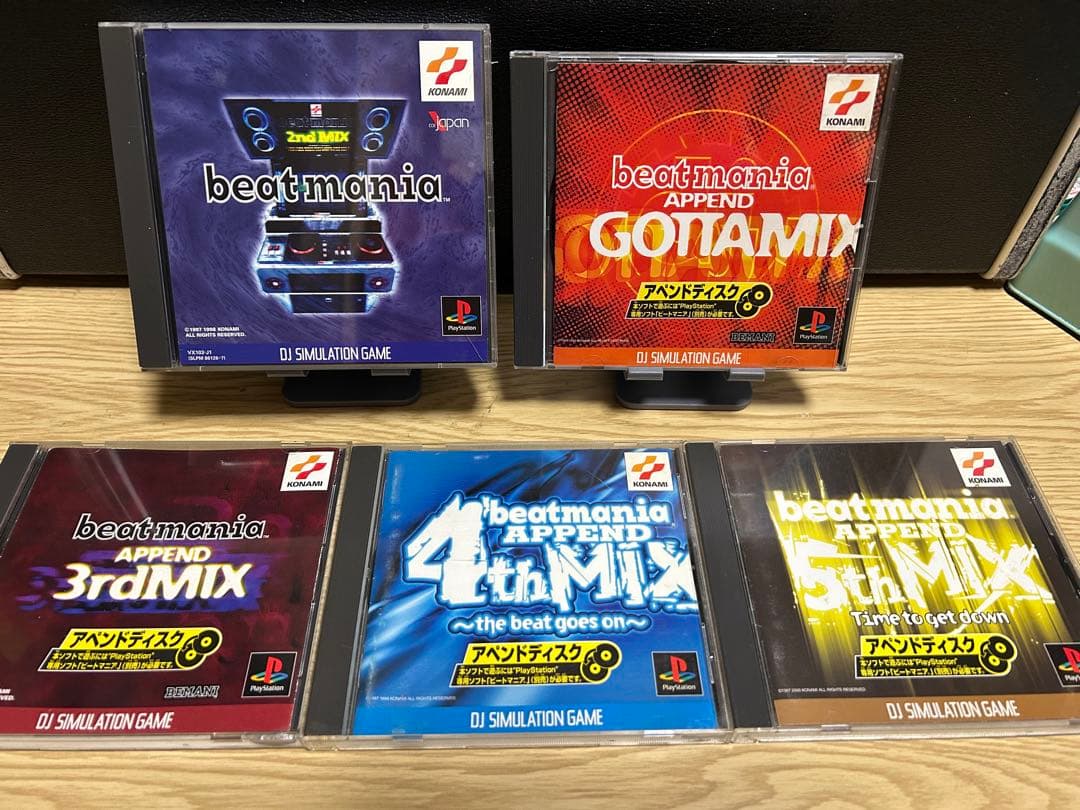 KONAMI
Japan
beatmania
2nd MIX
beatmania™
©1997 1998 KONAMI
ALL RIGHTS RESERVED.
VX103-J1
(SLPM 86126~7)
PlayStation
DJ SIMULATION GAME
KONAMI
beatmania
APPEND
GOTTAMIX
アペンドディスク
本ソフトで遊ぶには"PlayStation"
専用ソフト「ビートマニア」(別売)が必要です。
BEMANI
PlayStation
DJ SIMULATION GAME
KONAMI
beatmania™
APPEND
3rdMIX
アペンドディスク
本ソフトで遊ぶには"PlayStation"
専用ソフト「ビートマニア」(別売)が必要です。
BEMANI
PlayStation
DJ SIMULATION GAME
KONAMI
beatmania
APPEND
4thMIX
~the beat goes on~
アペンドディスク
本ソフトで遊ぶには"PlayStation"
専用ソフト「ビートマニア」(別売)が必要です。
PlayStation
DJ SIMULATION GAME
KONAMI
beatmania
APPEND
5thMIX
Time to get down
アペンドディスク
本ソフトで遊ぶには"PlayStation"
専用ソフト「ビートマニア」(別売)が必要です。
PlayStation
DJ SIMULATION GAME